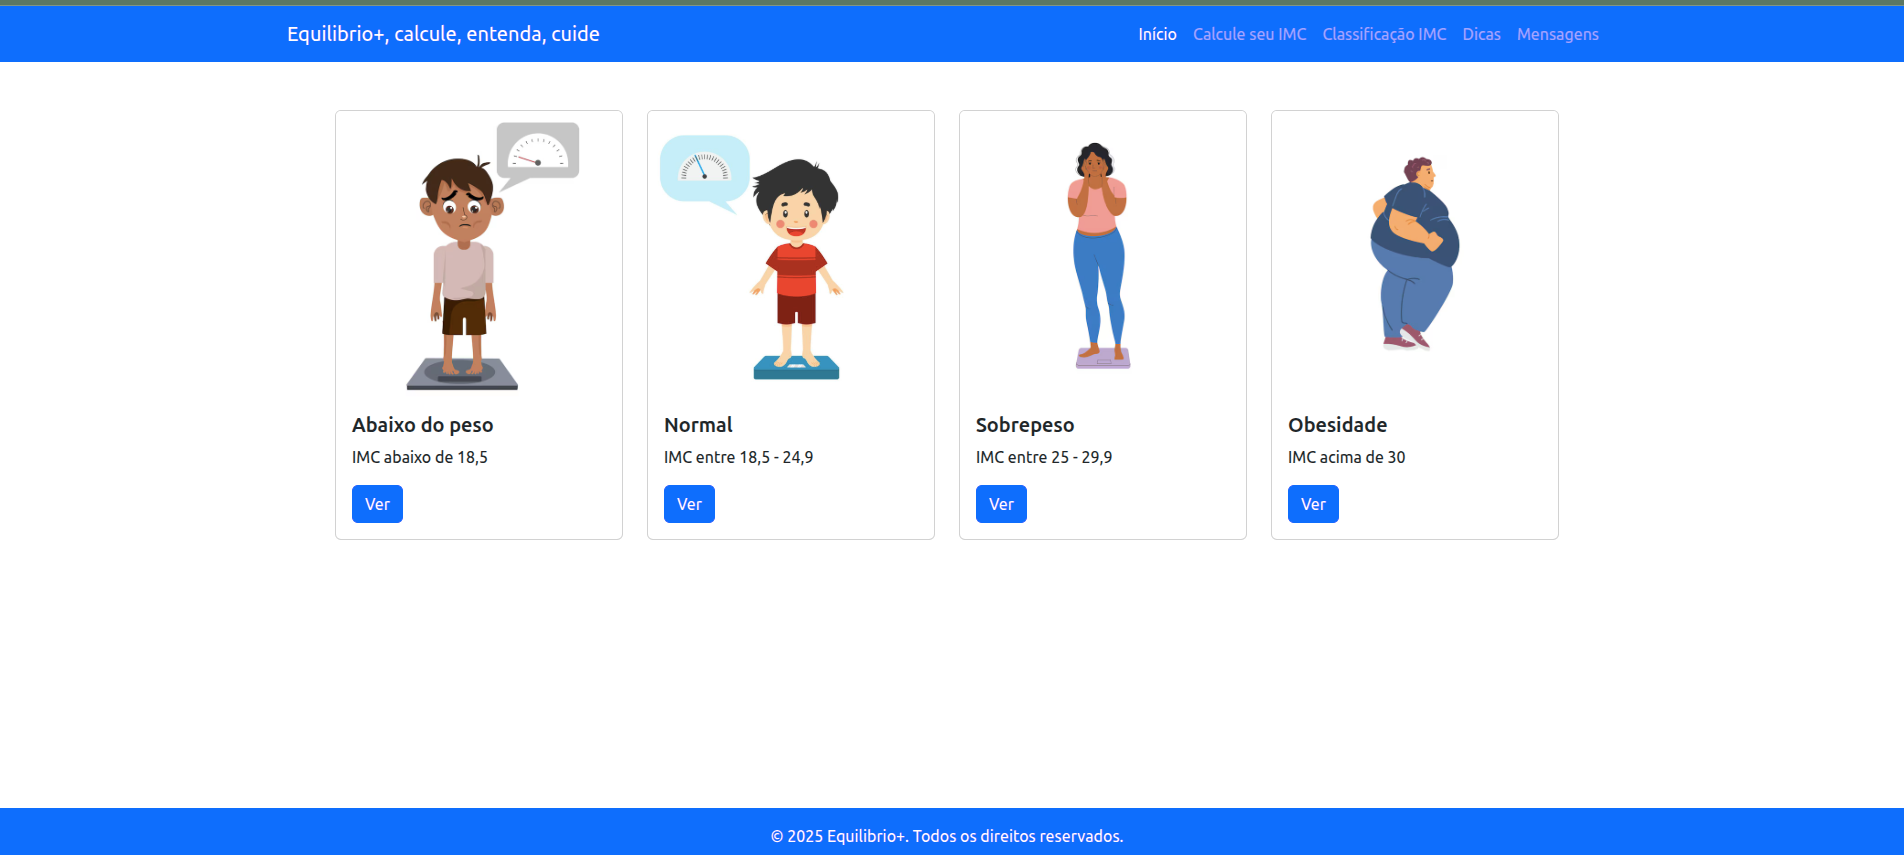 Equilibrio+, calcule, entenda, cuide
Início Calcule seu IMC Classificação IMC Dicas Mensagens
Abaixo do peso
IMC abaixo de 18,5
Ver
Normal
IMC entre 18,5 - 24,9
Ver
Sobrepeso
IMC entre 25 - 29,9
Ver
Obesidade
IMC acima de 30
Ver
© 2025 Equilibrio+. Todos os direitos reservados.